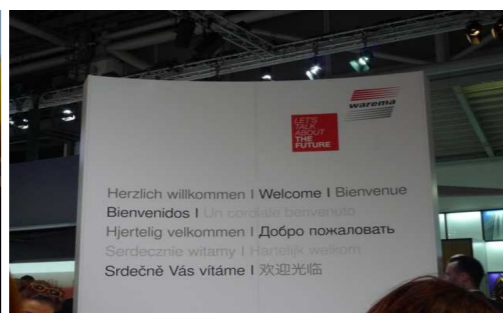 warema
LET'S
TALK
ABOUT
THE
FUTURE
Herzlich willkommen I Welcome I Bienvenue
Bienvenidos I Un cordiale benvenuto
Hjertelig velkommen I Добро пожаловать
Serdecznie witamy I Hartelijk welkom
Srdečně Vás vítáme I 欢迎光临